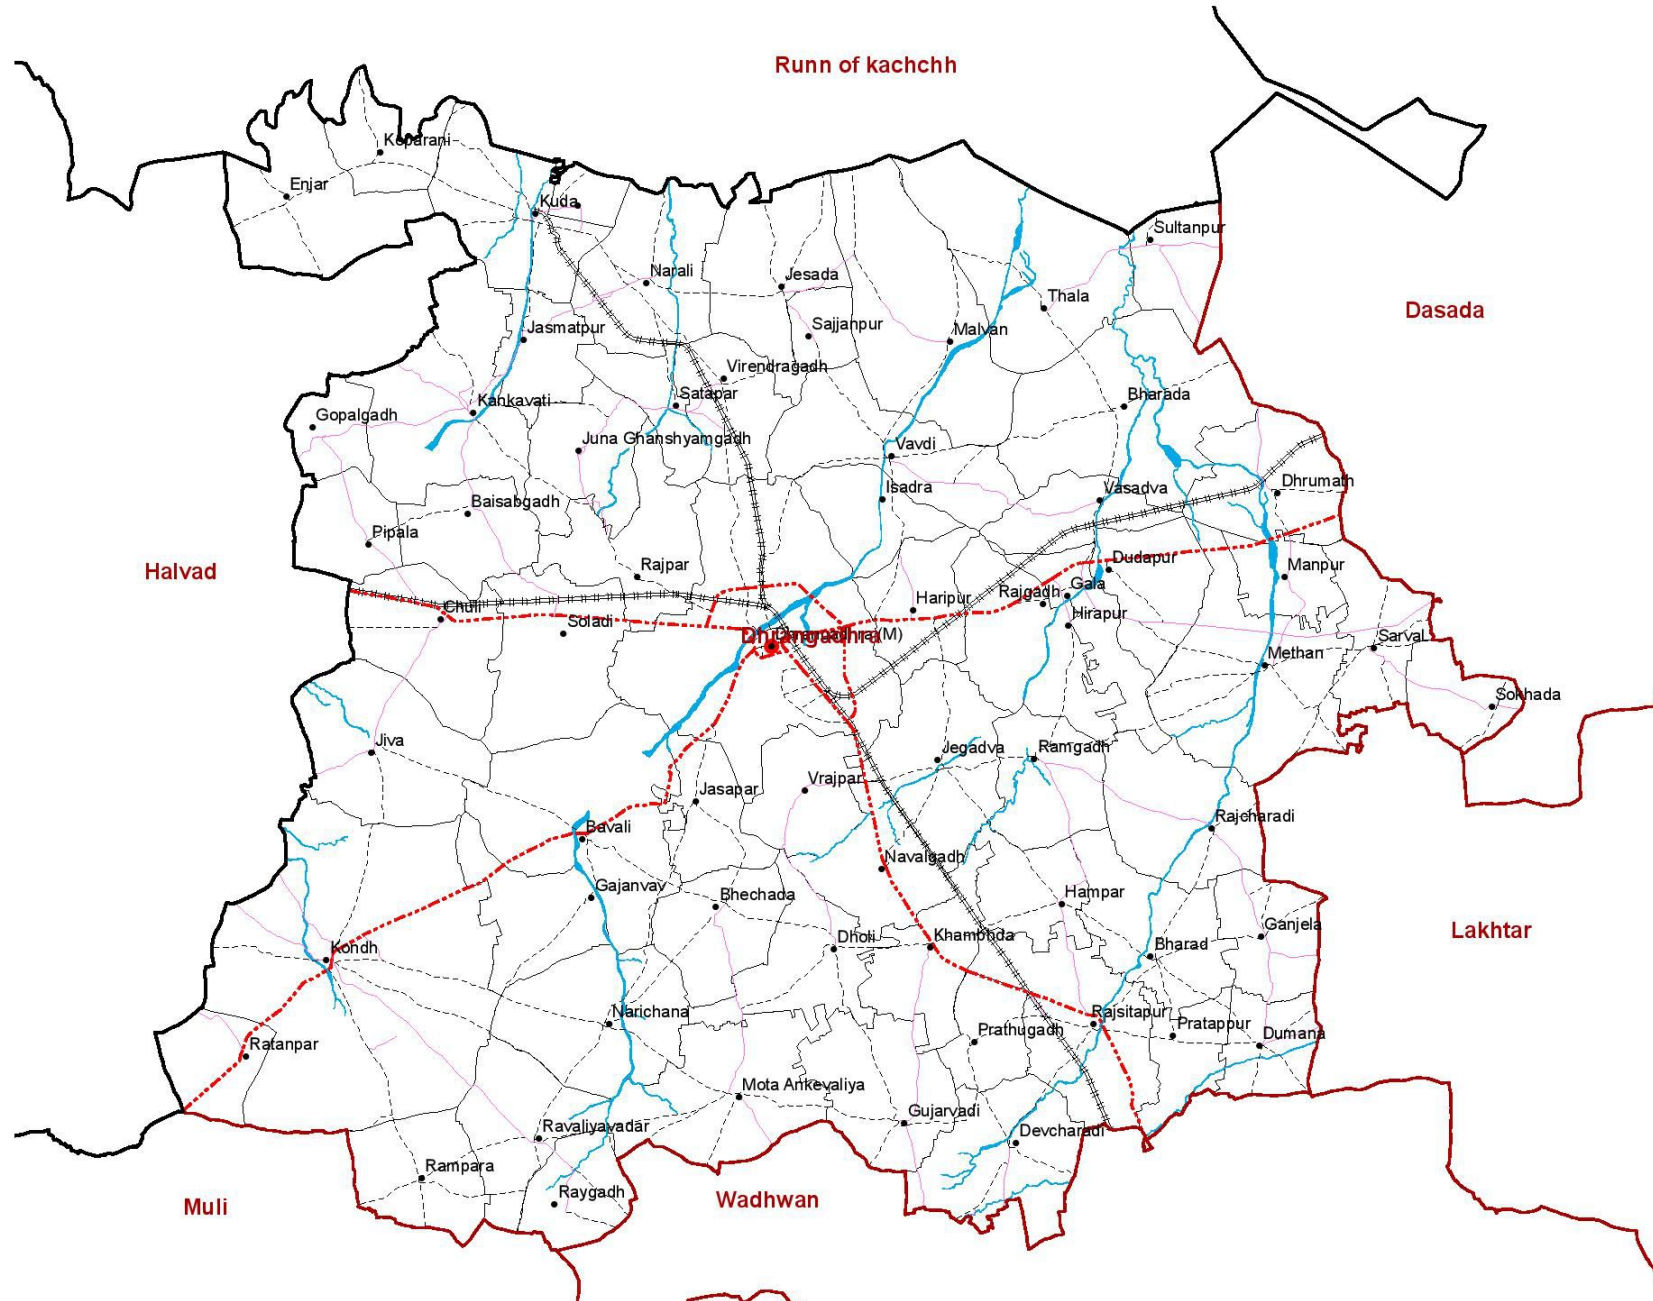 Runn of kachchh
Koparani
Enjar
Kuda
Sultanpur
Narali
Jesada
Thala
Dasada
Jasmatpur
Sajjanpur
Malvan
Virendragadh
Satapar
Bharada
Kankavati
Gopalgadh
Juna Ghanshyamgadh
Vavdi
Dhrumath
Isadra
Vasadva
Baisabgadh
Pipala
Halvad
Rajpar
Dudapur
Manpur
Gala
Rajgadh
Haripur
Chuli
Soladi
Hirapur
Dhrangadhra
Dhrangadhra (M)
Sarval
Methan
Sokhada
Jiva
Jegadva
Ramgadh
Vrajpar
Jasapar
Rajcharadi
Bavali
Navalgadh
Gajanvav
Bhechada
Hampar
Ganjela
Lakhtar
Dholi
Khambhda
Bharad
Kondh
Narichana
Rajsitapur
Prathugadh
Pratappur
Dumana
Ratanpar
Mota Ankevaliya
Gujarvadi
Ravaliyavadar
Devcharadi
Rampara
Raygadh
Muli
Wadhwan